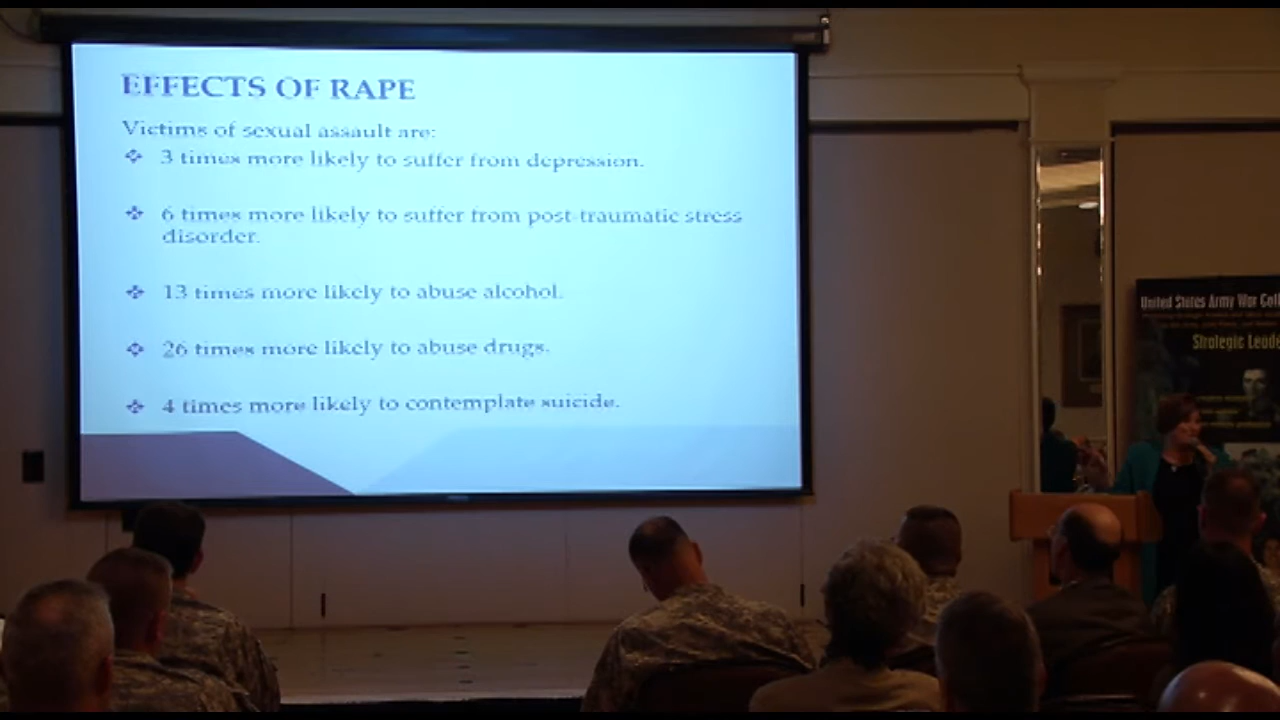 EFFECTS OF RAPE
Victims of sexual assault are:
3 times more likely to suffer from depression.
6 times more likely to suffer from post-traumatic stress
disorder.
13 times more likely to abuse alcohol.
26 times more likely to abuse drugs.
4 times more likely to contemplate suicide.
United States Army War
Strategic